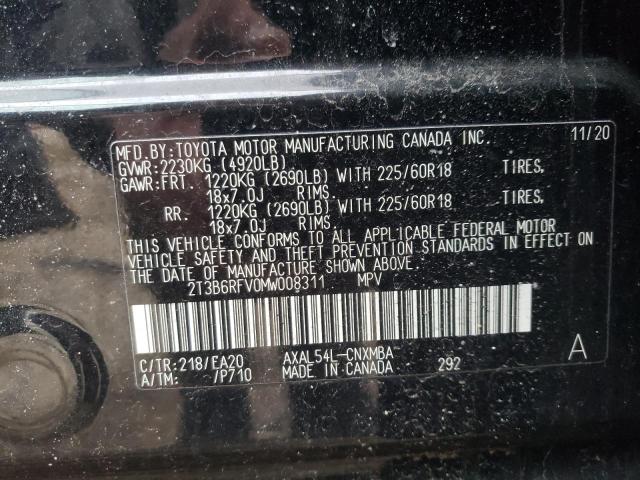 MFD.BY:TOYOTA MOTOR MANUFACTURING CANADA INC. 11/20
GVWR:2230KG (4920LB)
GAWR:FRT. 1220KG (2690LB) WITH 225/60R18 TIRES,
18x7.0J RIMS.
RR. 1220KG (2690LB) WITH 225/60R18 TIRES,
18x7.0J RIMS.
THIS VEHICLE CONFORMS TO ALL APPLICABLE FEDERAL MOTOR
VEHICLE SAFETY AND THEFT PREVENTION STANDARDS IN EFFECT ON
THE DATE OF MANUFACTURE SHOWN ABOVE.
2T3B6RFV0MW008311 MPV
C/TR:218/EA20 AXAL54L-CNXMBA A
A/TM: /P710 MADE IN CANADA 292